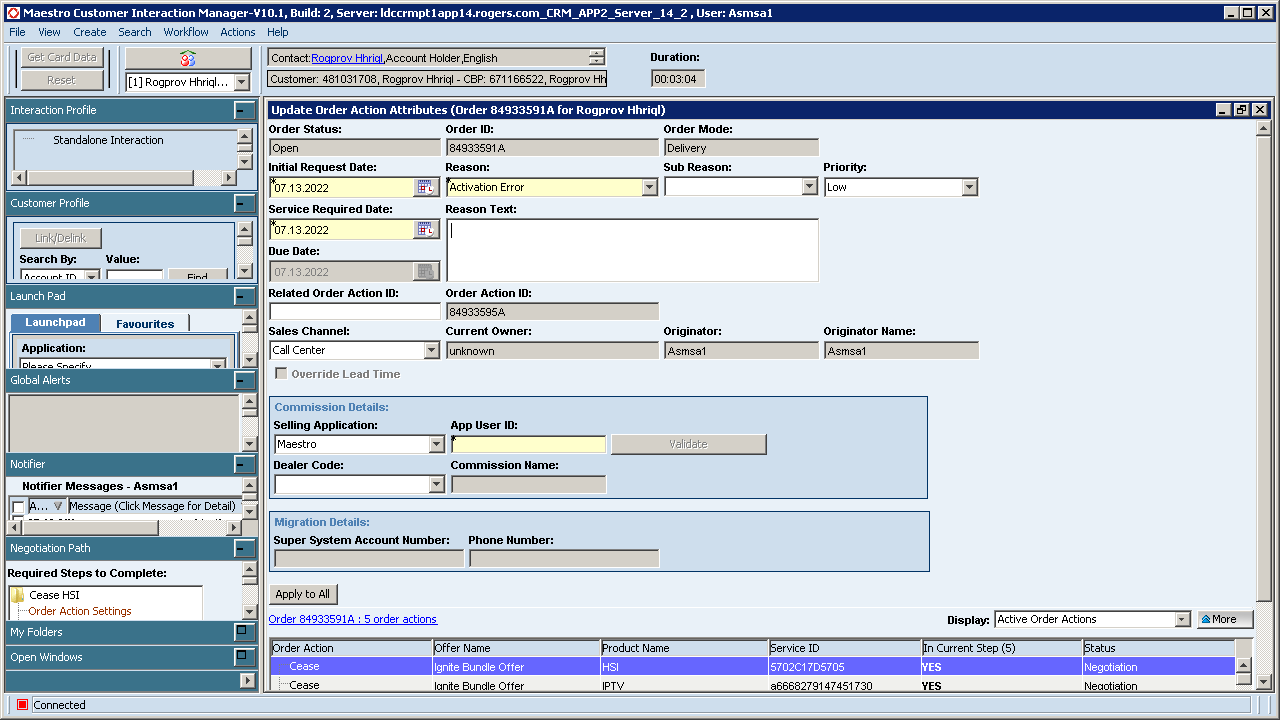 Maestro Customer Interaction Manager-V10.1, Build: 2, Server: ldccrmpt1app14.rogers.com_CRM_APP2_Server_14_2 , User: Asmsa1
File View Create Search Workflow Actions Help
Get Card Data
Reset
[1] Rogprov Hhriql...
Contact:Rogprov Hhriql,Account Holder,English
Customer: 481031708, Rogprov Hhriql - CBP: 671166522, Rogprov Hh
Duration:
00:03:04
Interaction Profile
Standalone Interaction
Customer Profile
Link/Delink
Search By: Value:
Account ID Find
Launch Pad
Launchpad Favourites
Application:
Please Specify
Global Alerts
Notifier
Notifier Messages - Asmsa1
A... Message (Click Message for Detail)
Negotiation Path
Required Steps to Complete:
Cease HSI
Order Action Settings
My Folders
Open Windows
Update Order Action Attributes (Order 84933591A for Rogprov Hhriql)
Order Status: Order ID: Order Mode:
Open 84933591A Delivery
Initial Request Date: Reason: Sub Reason: Priority:
*07.13.2022 *Activation Error Low
Service Required Date: Reason Text:
*07.13.2022
Due Date:
07.13.2022
Related Order Action ID: Order Action ID:
84933595A
Sales Channel: Current Owner: Originator: Originator Name:
Call Center unknown Asmsa1 Asmsa1
Override Lead Time
Commission Details:
Selling Application: App User ID:
Maestro * Validate
Dealer Code: Commission Name:
Migration Details:
Super System Account Number: Phone Number:
Apply to All
Order 84933591A : 5 order actions Display: Active Order Actions More
Order Action Offer Name Product Name Service ID In Current Step (5) Status
Cease Ignite Bundle Offer HSI 5702C17D5705 YES Negotiation
Cease Ignite Bundle Offer IPTV a6668279147451730 YES Negotiation
Connected